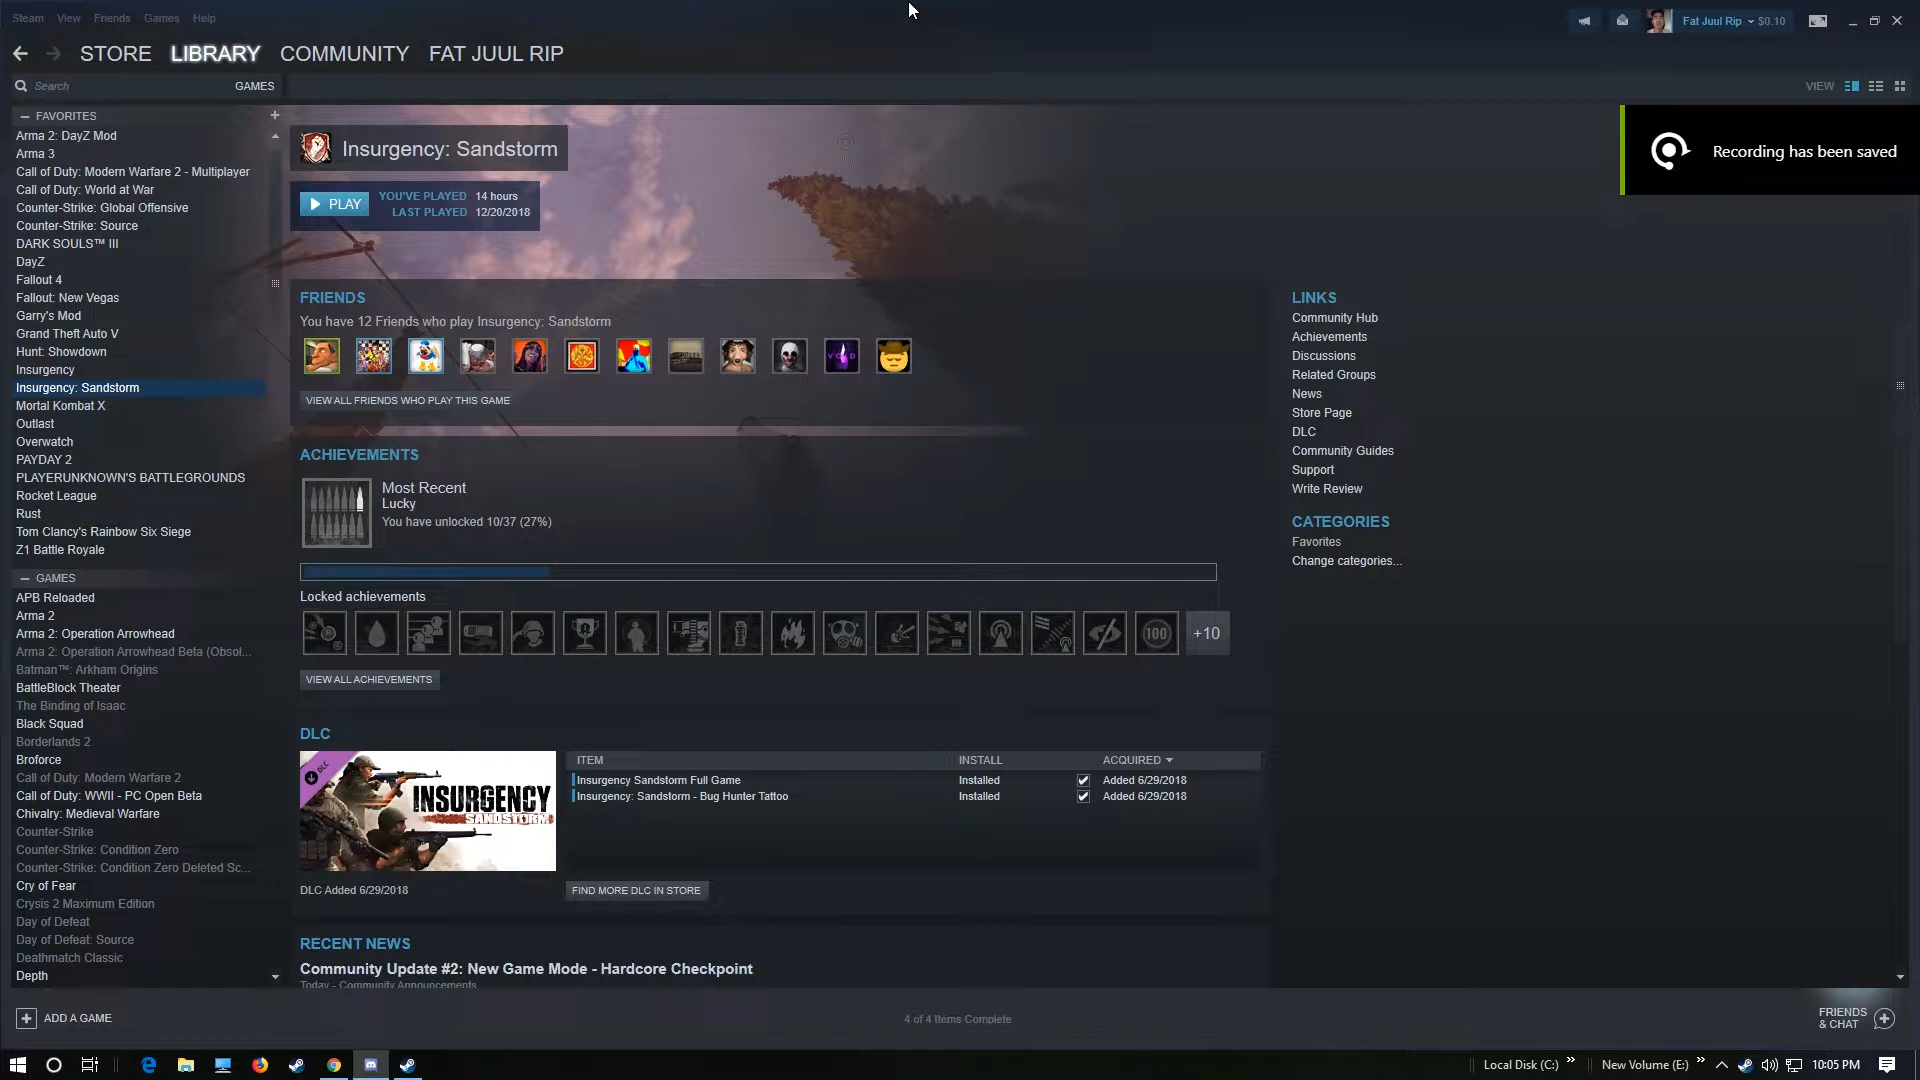 Steam View Friends Games Help
Fat Juul Rip $0.10
STORE LIBRARY COMMUNITY FAT JUUL RIP
Search GAMES VIEW
— FAVORITES +
Arma 2: DayZ Mod
Arma 3
Call of Duty: Modern Warfare 2 - Multiplayer
Call of Duty: World at War
Counter-Strike: Global Offensive
Counter-Strike: Source
DARK SOULS™ III
DayZ
Fallout 4
Fallout: New Vegas
Garry's Mod
Grand Theft Auto V
Hunt: Showdown
Insurgency
Insurgency: Sandstorm
Mortal Kombat X
Outlast
Overwatch
PAYDAY 2
PLAYERUNKNOWN'S BATTLEGROUNDS
Rocket League
Rust
Tom Clancy's Rainbow Six Siege
Z1 Battle Royale
— GAMES
APB Reloaded
Arma 2
Arma 2: Operation Arrowhead
Arma 2: Operation Arrowhead Beta (Obsol...
Batman™: Arkham Origins
BattleBlock Theater
The Binding of Isaac
Black Squad
Borderlands 2
Broforce
Call of Duty: Modern Warfare 2
Call of Duty: WWII - PC Open Beta
Chivalry: Medieval Warfare
Counter-Strike
Counter-Strike: Condition Zero
Counter-Strike: Condition Zero Deleted Sc...
Cry of Fear
Crysis 2 Maximum Edition
Day of Defeat
Day of Defeat: Source
Deathmatch Classic
Depth
Insurgency: Sandstorm
PLAY
YOU'VE PLAYED 14 hours
LAST PLAYED 12/20/2018
Recording has been saved
FRIENDS
You have 12 Friends who play Insurgency: Sandstorm
VOID
VIEW ALL FRIENDS WHO PLAY THIS GAME
ACHIEVEMENTS
Most Recent
Lucky
You have unlocked 10/37 (27%)
Locked achievements
100 +10
VIEW ALL ACHIEVEMENTS
DLC
DLC
INSURGENCY
SANDSTORM
DLC Added 6/29/2018
ITEM INSTALL ACQUIRED
Insurgency Sandstorm Full Game Installed Added 6/29/2018
Insurgency: Sandstorm - Bug Hunter Tattoo Installed Added 6/29/2018
FIND MORE DLC IN STORE
RECENT NEWS
Community Update #2: New Game Mode - Hardcore Checkpoint
Today - Community Announcements
LINKS
Community Hub
Achievements
Discussions
Related Groups
News
Store Page
DLC
Community Guides
Support
Write Review
CATEGORIES
Favorites
Change categories...
+ ADD A GAME
4 of 4 Items Complete
FRIENDS
& CHAT
Local Disk (C:) » New Volume (E:) » 10:05 PM